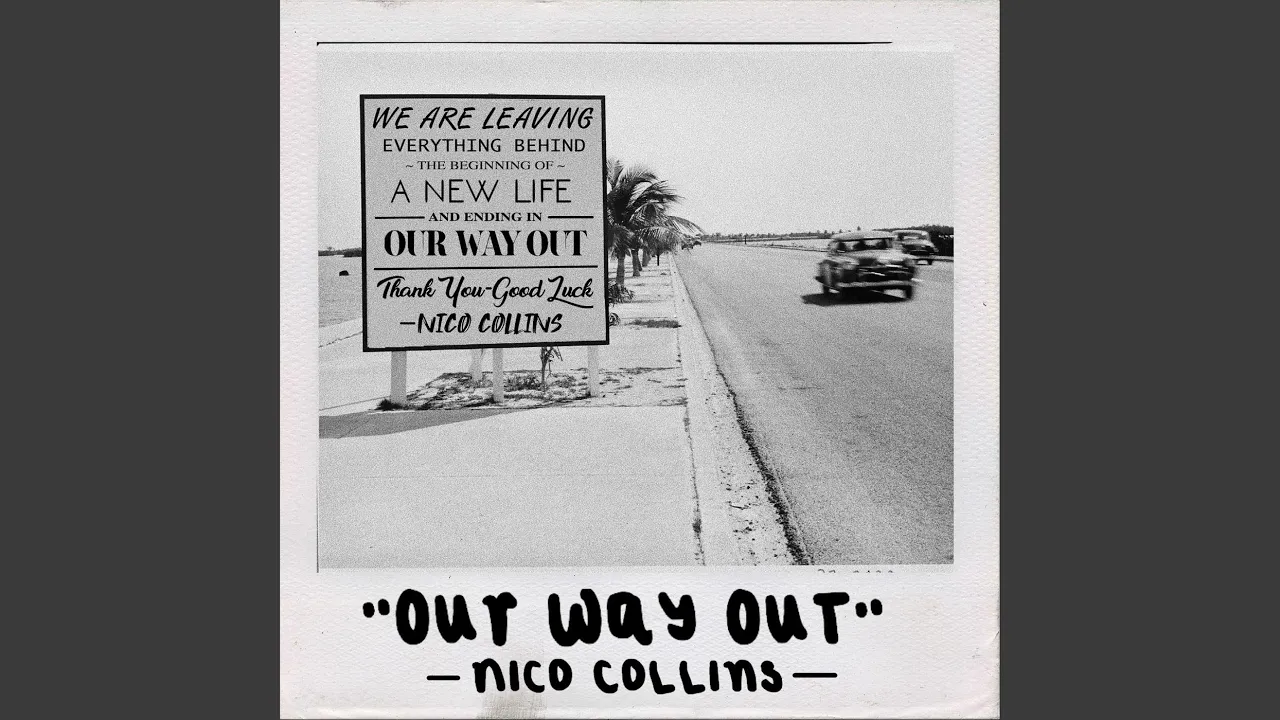 WE ARE LEAVING
EVERYTHING BEHIND
~ THE BEGINNING OF ~
A NEW LIFE
AND ENDING IN
OUR WAY OUT
Thank You-Good Luck
—NICO COLLINS
"OUr WaY OUT"
—NICO COLLINS—